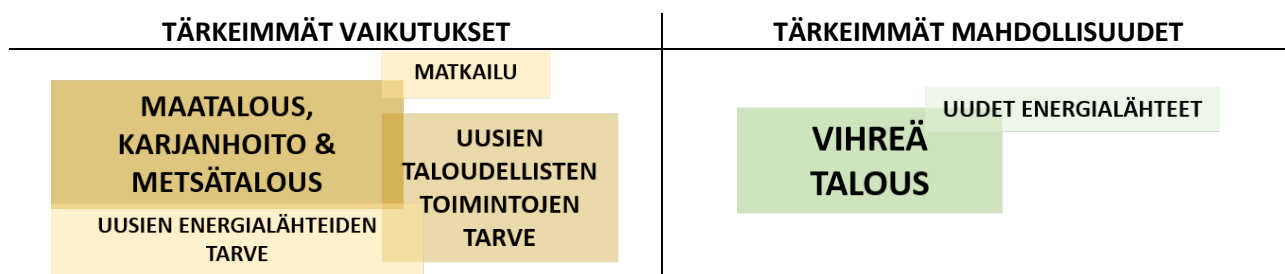 TÄRKEIMMÄT VAIKUTUKSET
MATKAILU
MAATALOUS,
KARJANHOITO &
METSÄTALOUS
UUSIEN
TALOUDELLISTEN
TOIMINTOJEN
TARVE
UUSIEN ENERGIALÄHTEIDEN
TARVE
TÄRKEIMMÄT MAHDOLLISUUDET
UUDET ENERGIALÄHTEET
VIHREÄ
TALOUS